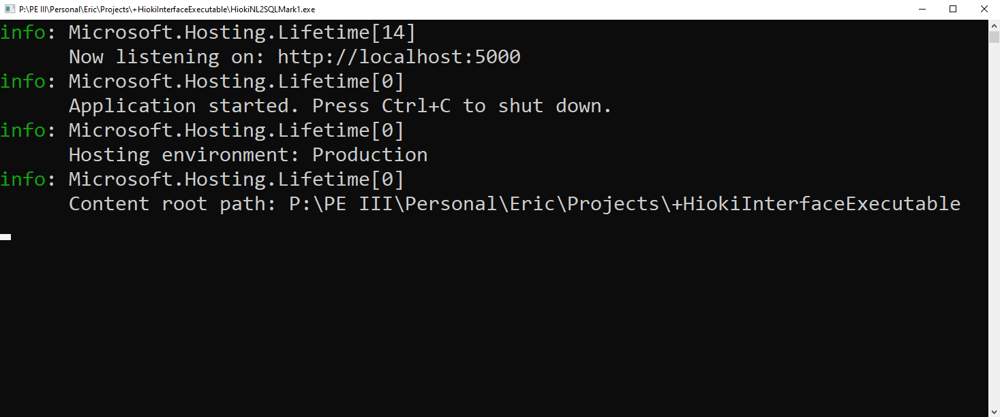 P:\PE III\Personal\Eric\Projects\+HiokiInterfaceExecutable\HiokiNL2SQLMark1.exe
info: Microsoft.Hosting.Lifetime[14]
Now listening on: http://localhost:5000
info: Microsoft.Hosting.Lifetime[0]
Application started. Press Ctrl+C to shut down.
info: Microsoft.Hosting.Lifetime[0]
Hosting environment: Production
info: Microsoft.Hosting.Lifetime[0]
Content root path: P:\PE III\Personal\Eric\Projects\+HiokiInterfaceExecutable